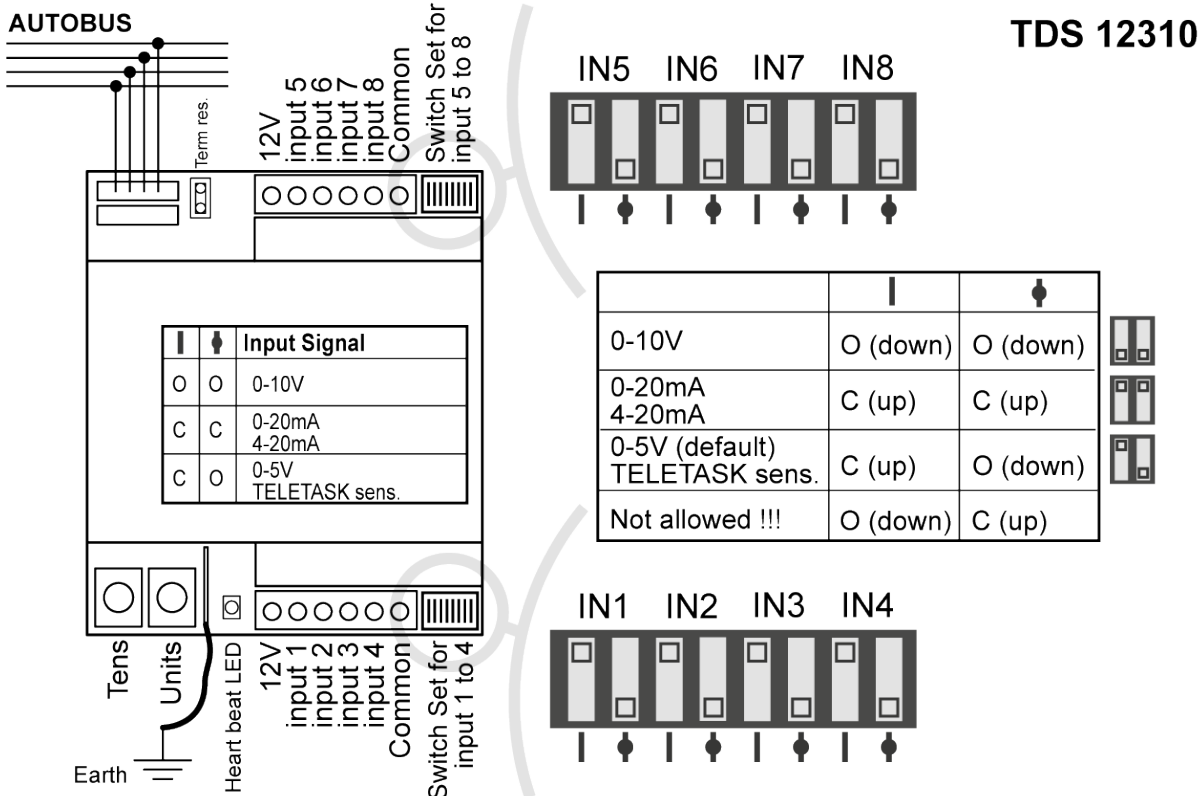 AUTOBUS
TDS 12310
Term res.
12V
input 5
input 6
input 7
input 8
Common
Switch Set for
input 5 to 8
IN5 IN6 IN7 IN8
Input Signal
O O 0-10V
C C 0-20mA
4-20mA
C O 0-5V
TELETASK sens.
0-10V O (down) O (down)
0-20mA
4-20mA C (up) C (up)
0-5V (default)
TELETASK sens. C (up) O (down)
Not allowed !!! O (down) C (up)
IN1 IN2 IN3 IN4
Tens
Units
Earth
Heart beat LED
12V
input 1
input 2
input 3
input 4
Common
Switch Set for
input 1 to 4